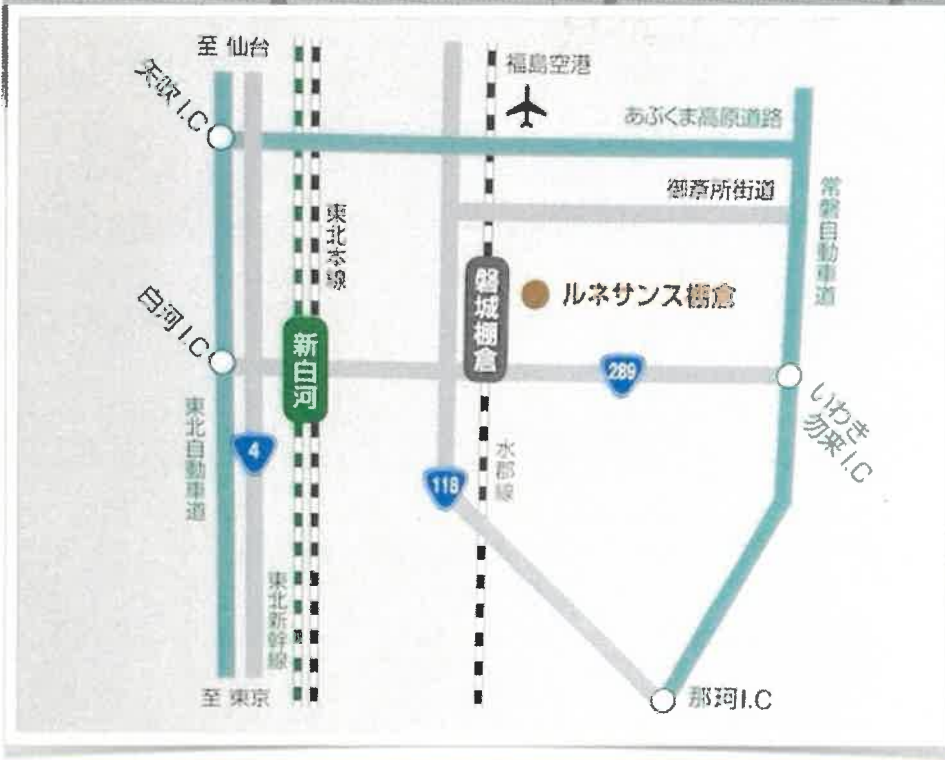 至 仙台
矢吹I.C
福島空港
あぶくま高原道路
御斎所街道
常磐自動車道
東北本線
磐城棚倉
ルネサンス棚倉
白河I.C
新白河
289
いわき
勿来I.C
東北自動車道
4
118
水郡線
東北新幹線
至 東京
那珂I.C